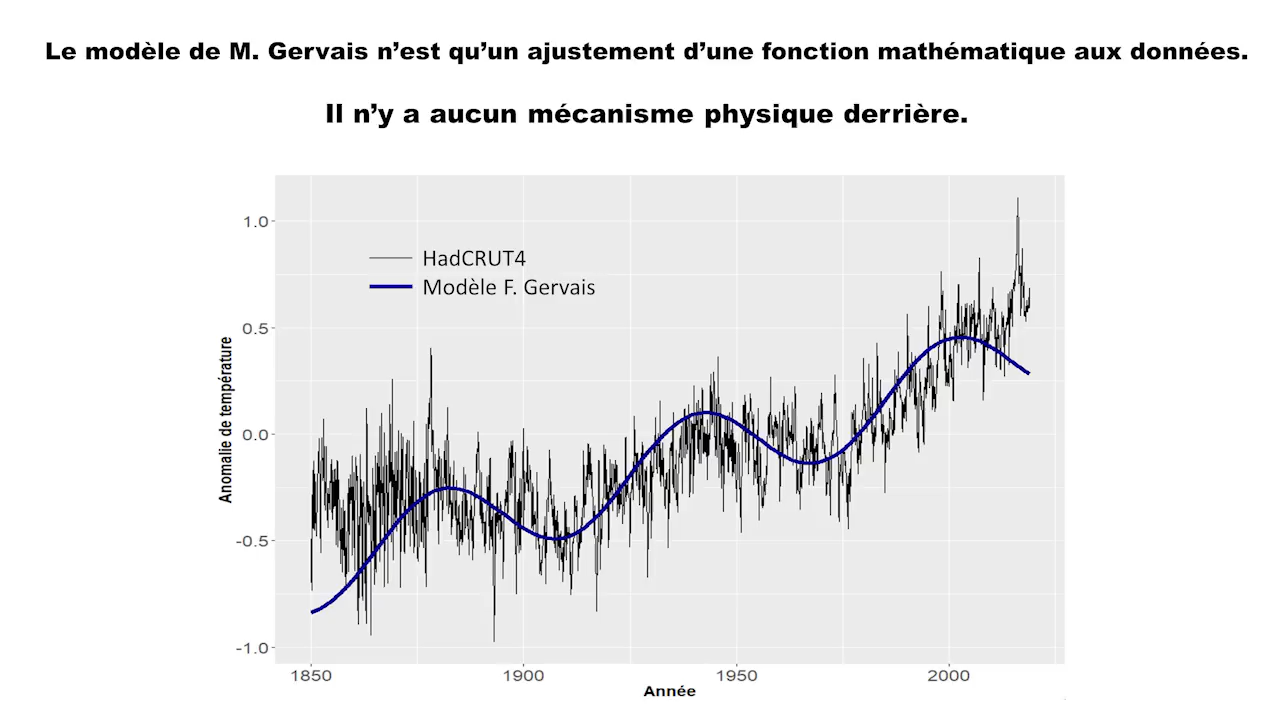 Le modèle de M. Gervais n’est qu’un ajustement d’une fonction mathématique aux données.
Il n’y a aucun mécanisme physique derrière.
HadCRUT4
Modèle F. Gervais
Anomalie de température
1.0
0.5
0.0
-0.5
-1.0
1850 1900 1950 2000
Année